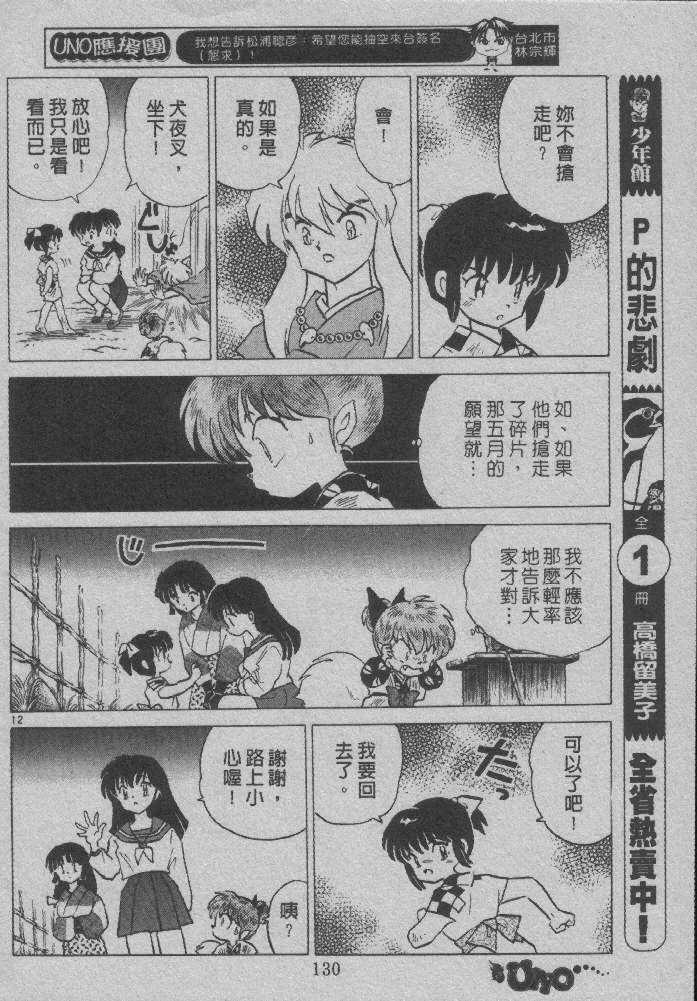 UNO應援團
我想告訴松浦聰彥：希望您能抽空來台簽名
（懇求）！
台北市
林宗輝
妳不會搶
走吧？
會！
如果是
真的。
犬夜叉，
坐下！
放心吧！
我只是看
看而已。
如、如果
他們搶走
了碎片，
那五月的
願望就…
我不應該
那麼輕率
地告訴大
家才對…
じーー
12
可以了吧！
たっ
我要回
去了。
謝謝，
路上小
心喔！
咦？
130
UNO
少年館
P的悲劇
全
1
冊
高橋留美子
全省熱賣中！